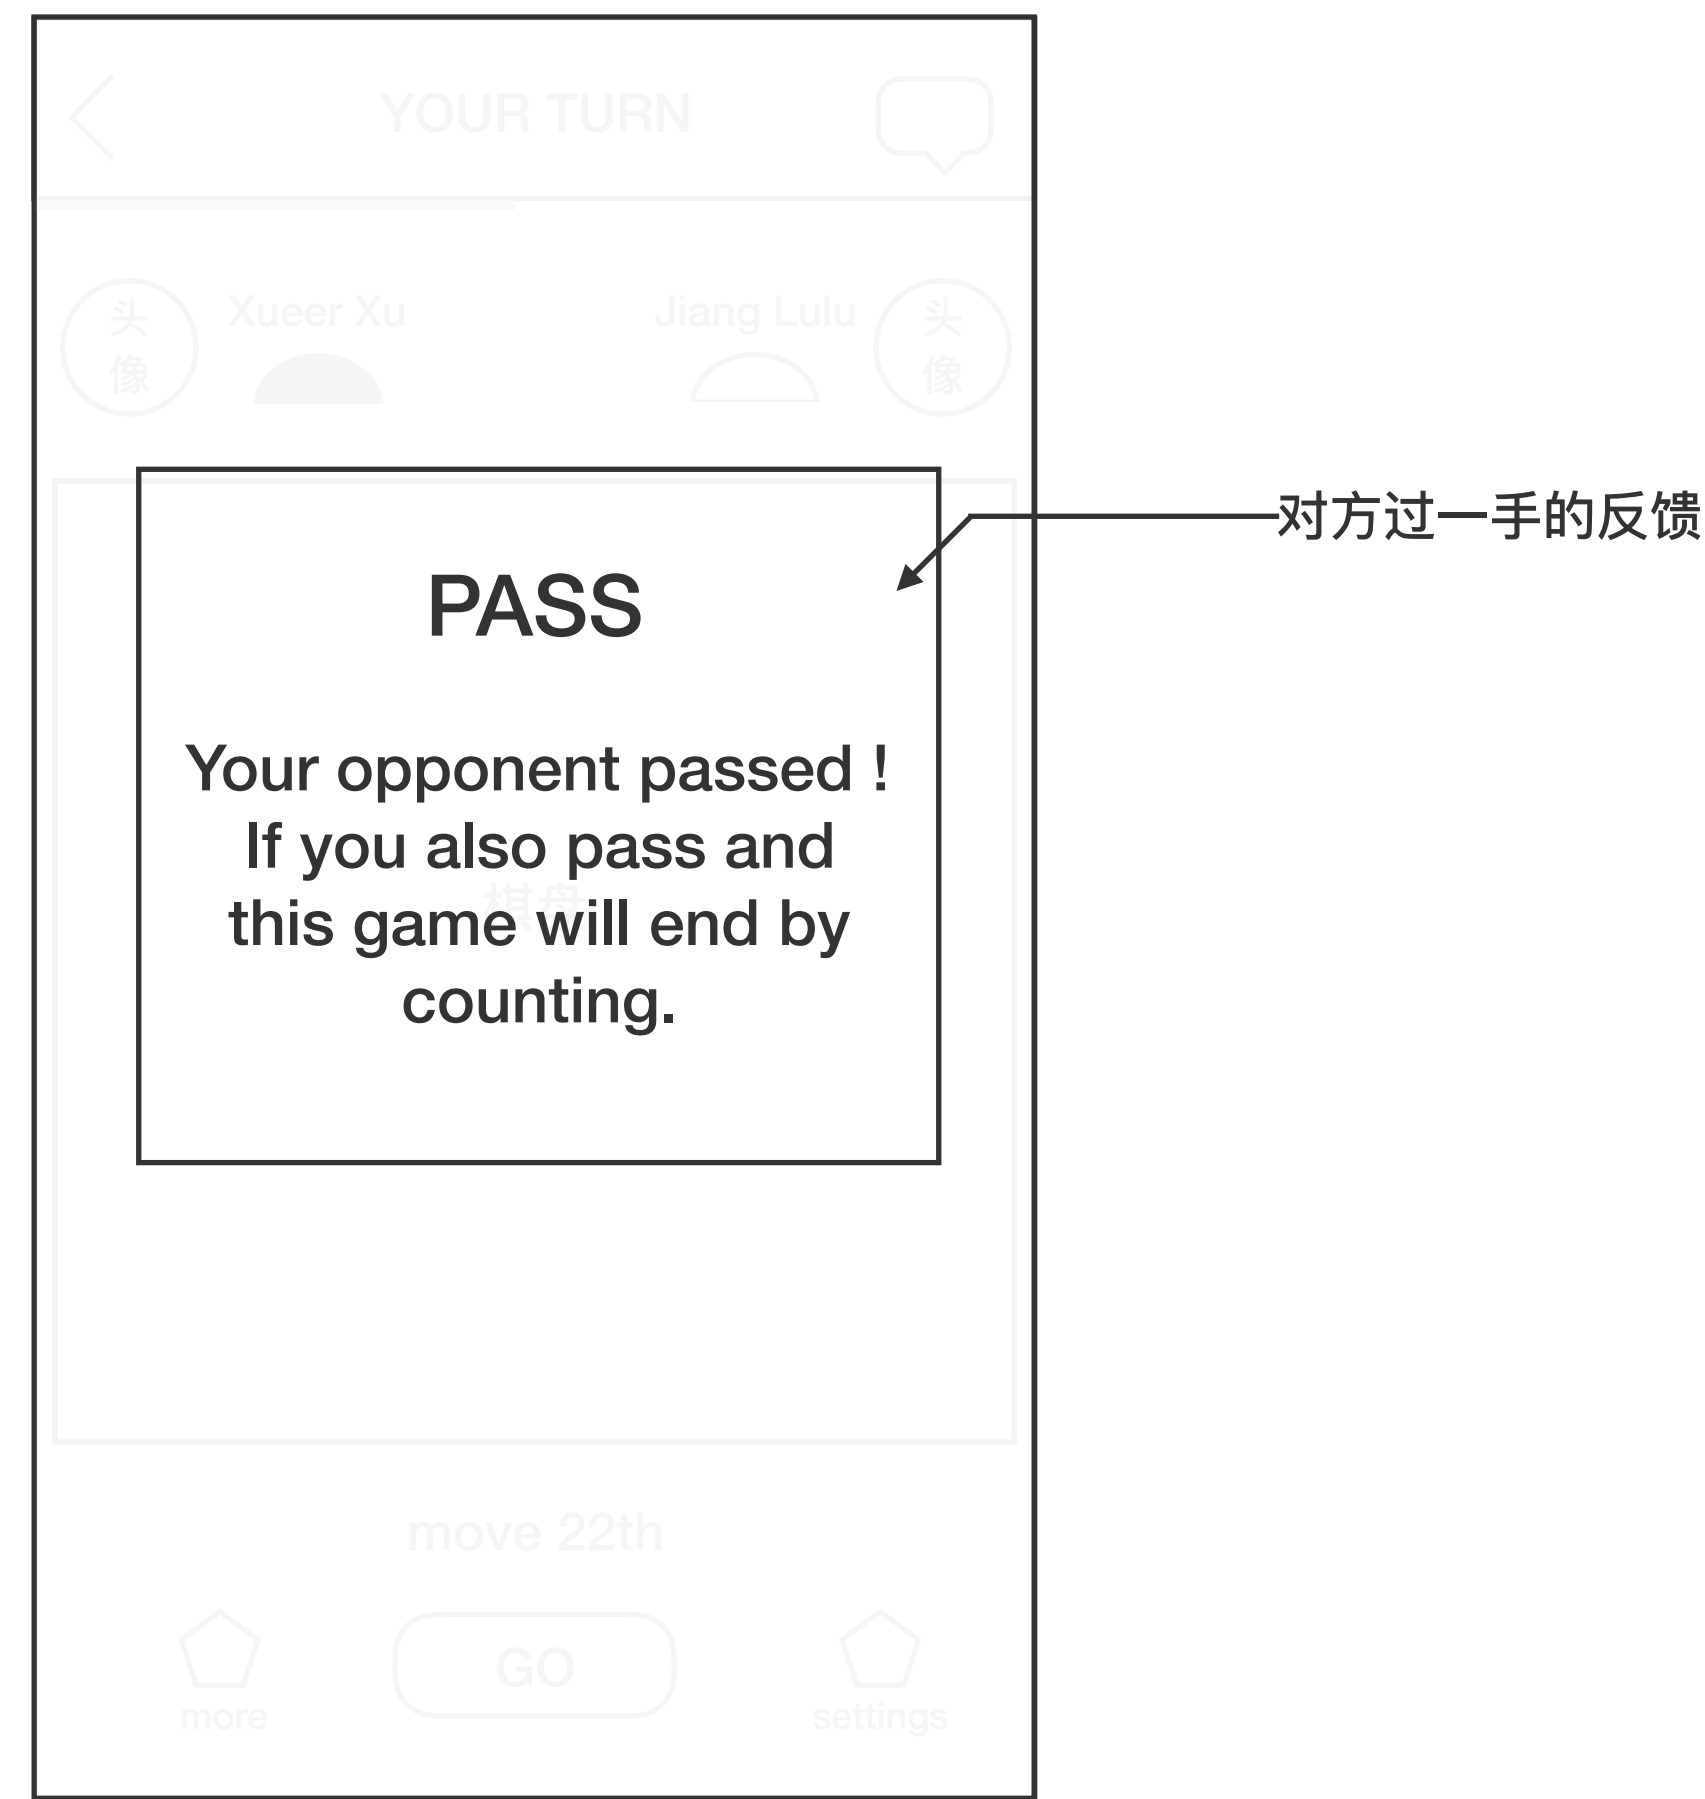 YOUR TURN
头
像
Xueer Xu
Jiang Lulu
头
像
对方过一手的反馈
PASS
Your opponent passed !
If you also pass and
棋盘
this game will end by
counting.
move 22th
GO
more
settings